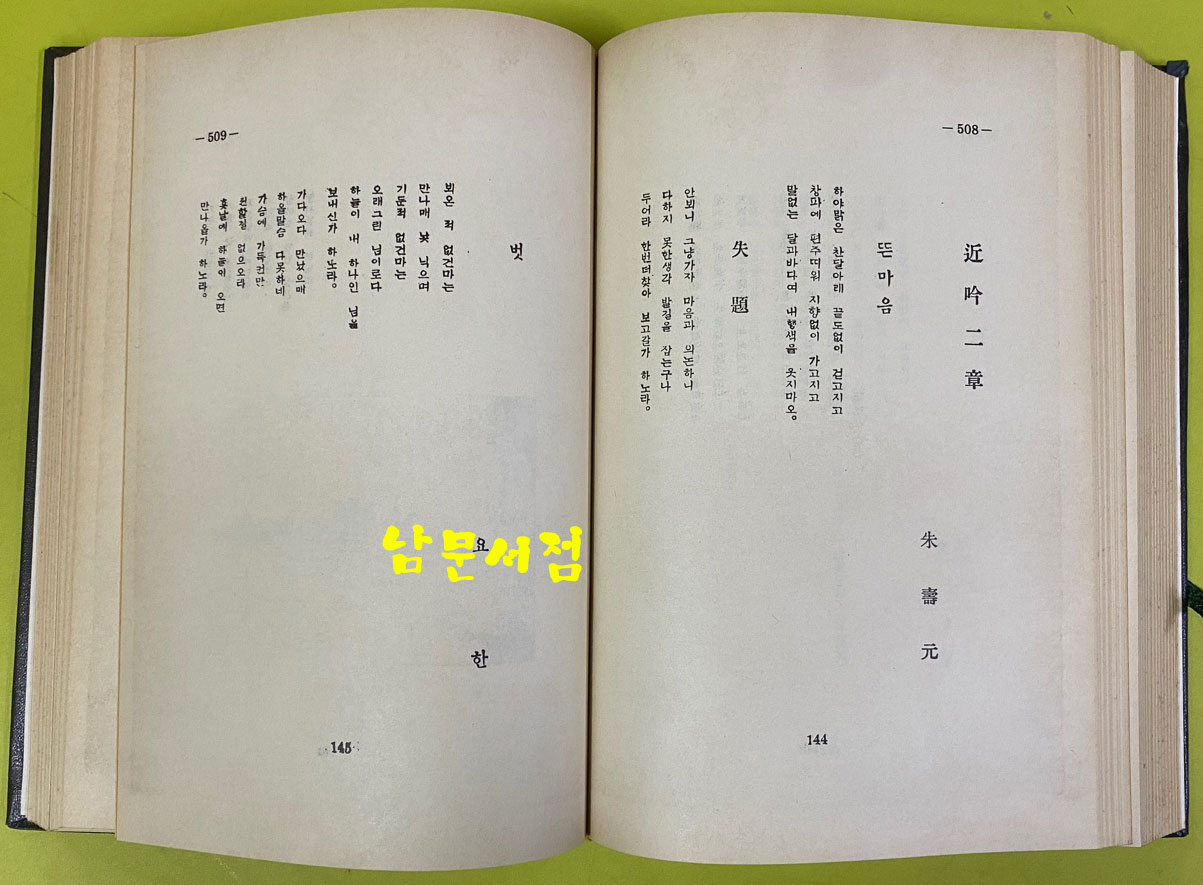 —508—
近吟二章
朱壽元
뜬마음
하야맑은 찬달아래 끝도없이 걷고지고
창파에 편주띄워 지향없이 가고지고
말없는 달과바다여 내행색을 웃지마오。
失題
안뵈니 그냥가자 마음과 의논하니
다하지 못한생각 발길을 잡는구나
두어라 한번더찾아 보고갈가 하노라。
144
—509—
벗
요한
뵈온 적 없건마는
만나매 낯 닉으며
기둔적 없건마는
오래그린 님이로다
하늘이 내 하나인 님을
보내신가 하노라。
가다오다 만났으매
하올말슴 다못하네
가슴에 가득컨만
없으오라
훗날에 하늘이 오면
만나올가 하노라。
145
남문서점